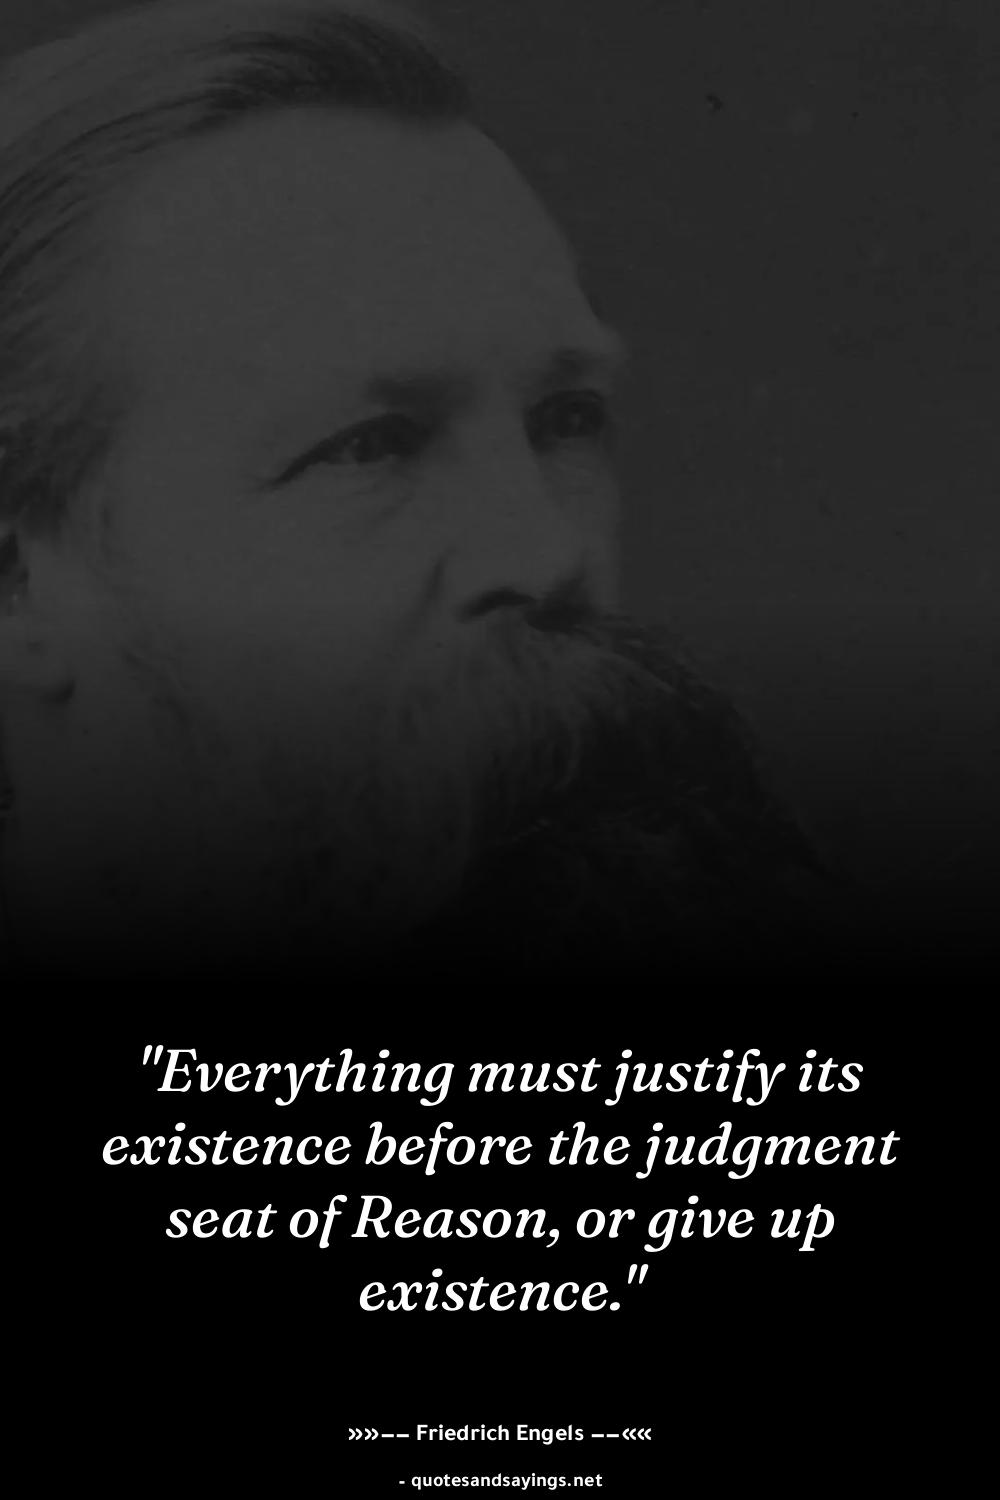 "Everything must justify its
existence before the judgment
seat of Reason, or give up
existence."
»»–– Friedrich Engels ––««
- quotesandsayings.net